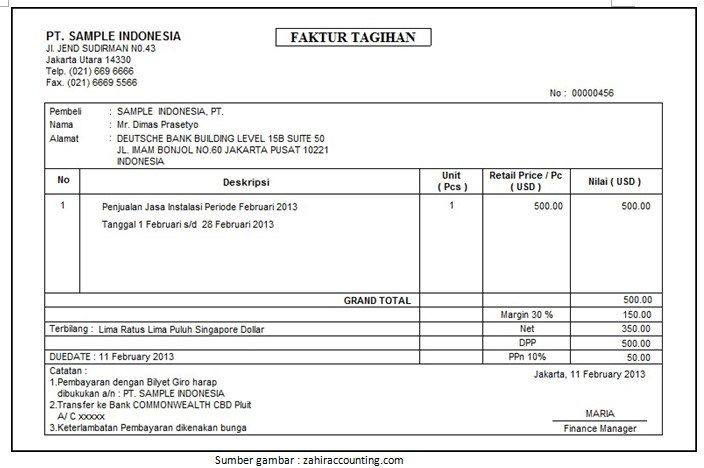 PT. SAMPLE INDONESIA
Jl. JEND SUDIRMAN N0.43
Jakarta Utara 14330
Telp. (021) 669 6666
Fax. (021) 6669 5566
FAKTUR TAGIHAN
No : 00000456
Pembeli : SAMPLE INDONESIA, PT.
Nama : Mr. Dimas Prasetyo
Alamat : DEUTSCHE BANK BUILDING LEVEL 15B SUITE 50
JL. IMAM BONJOL NO.60 JAKARTA PUSAT 10221
INDONESIA
No Deskripsi Unit ( Pcs ) Retail Price / Pc ( USD ) Nilai ( USD )
1 Penjualan Jasa Instalasi Periode Februari 2013 1 500.00 500.00
Tanggal 1 Februari s/d 28 Februari 2013
GRAND TOTAL 500.00
Margin 30 % 150.00
Terbilang : Lima Ratus Lima Puluh Singapore Dollar Net 350.00
DPP 500.00
DUEDATE : 11 February 2013 PPn 10% 50.00
Catatan :
1.Pembayaran dengan Bilyet Giro harap
dibukukan a/n : PT. SAMPLE INDONESIA
2.Transfer ke Bank COMMONWEALTH CBD Pluit
A/ C xxxxx
3.Keterlambatan Pembayaran dikenakan bunga
Jakarta, 11 February 2013
MARIA
Finance Manager
Sumber gambar : zahiraccounting.com